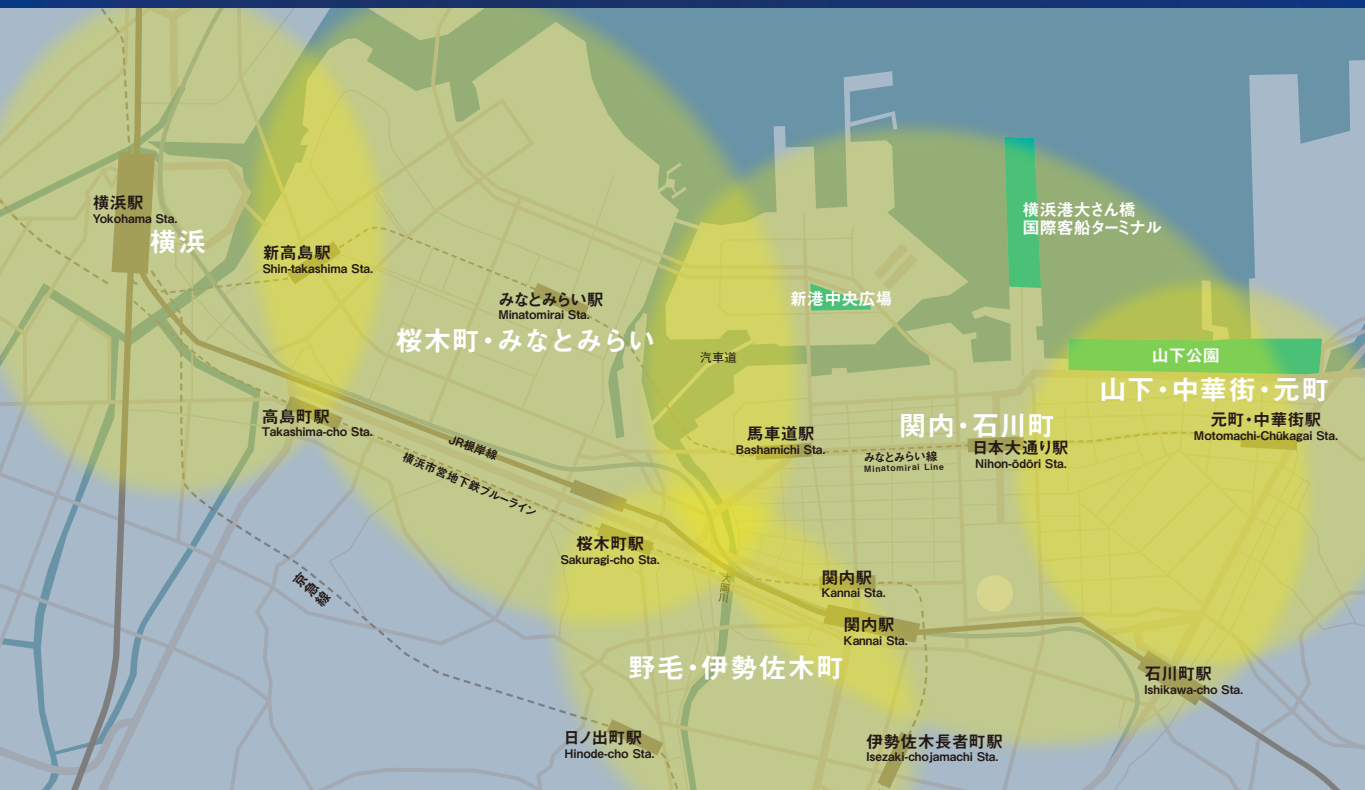 横浜駅
Yokohama Sta.
横浜
新高島駅
Shin-takashima Sta.
みなとみらい駅
Minatomirai Sta.
桜木町・みなとみらい
汽車道
新港中央広場
横浜港大さん橋
国際客船ターミナル
山下公園
山下・中華街・元町
元町・中華街駅
Motomachi-Chūkagai Sta.
高島町駅
Takashima-cho Sta.
JR根岸線
横浜市営地下鉄ブルーライン
馬車道駅
Bashamichi Sta.
関内・石川町
みなとみらい線
Minatomirai Line
日本大通り駅
Nihon-ōdōri Sta.
桜木町駅
Sakuragi-cho Sta.
大岡川
京急線
関内駅
Kannai Sta.
関内駅
Kannai Sta.
野毛・伊勢佐木町
石川町駅
Ishikawa-cho Sta.
日ノ出町駅
Hinode-cho Sta.
伊勢佐木長者町駅
Isezaki-chojamachi Sta.